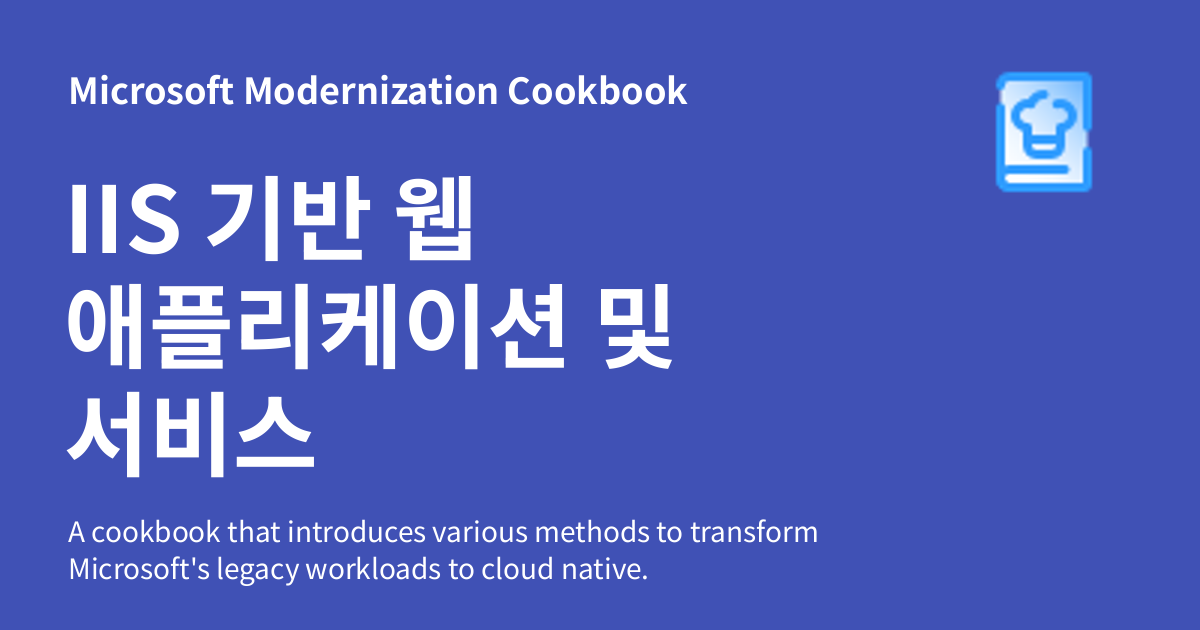 Microsoft Modernization Cookbook
IIS 기반 웹
애플리케이션 및
서비스
A cookbook that introduces various methods to transform
Microsoft's legacy workloads to cloud native.